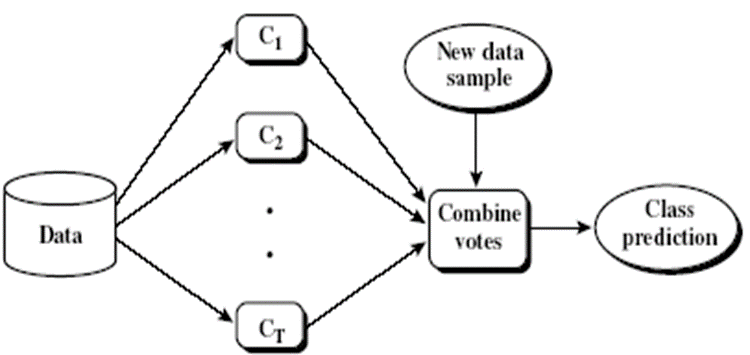 C1
New data
sample
C2
Data
Combine
votes
Class
prediction
CT